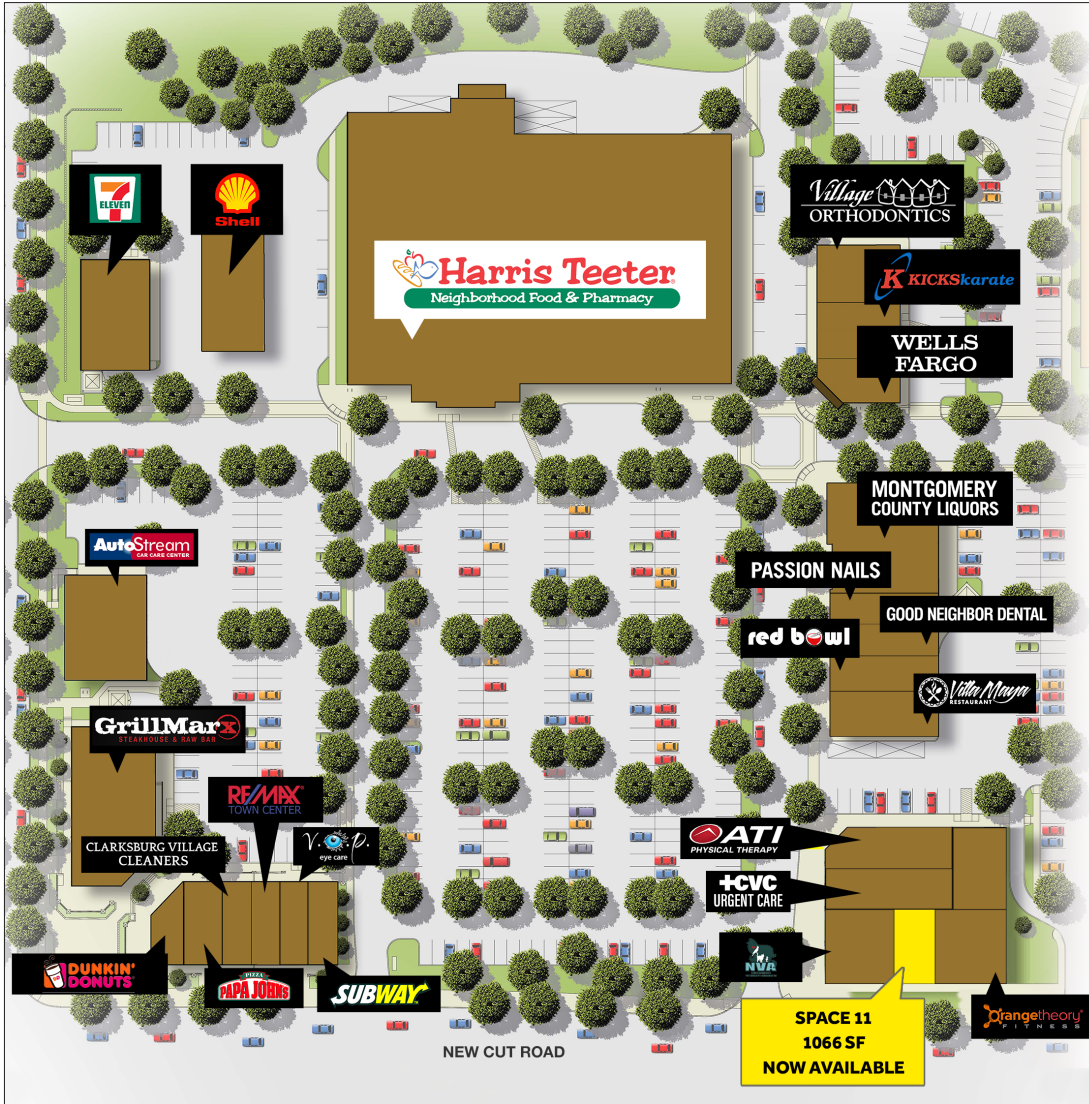 7
ELEVEN
Shell
Harris Teeter
Neighborhood Food & Pharmacy
Village
ORTHODONTICS
K KICKSkarate
WELLS
FARGO
MONTGOMERY
COUNTY LIQUORS
AutoStream
CAR CARE CENTER
PASSION NAILS
GOOD NEIGHBOR DENTAL
red bowl
Villa Maya
RESTAURANT
GrillMarx
STEAKHOUSE & RAW BAR
RE/MAX
TOWN CENTER
CLARKSBURG VILLAGE
CLEANERS
V.O.P.
eye care
ATI
PHYSICAL THERAPY
+CVC
URGENT CARE
NVA
DUNKIN'
DONUTS
PIZZA
PAPA JOHNS
SUBWAY
SPACE 11
1066 SF
NOW AVAILABLE
Orangetheory
FITNESS
NEW CUT ROAD